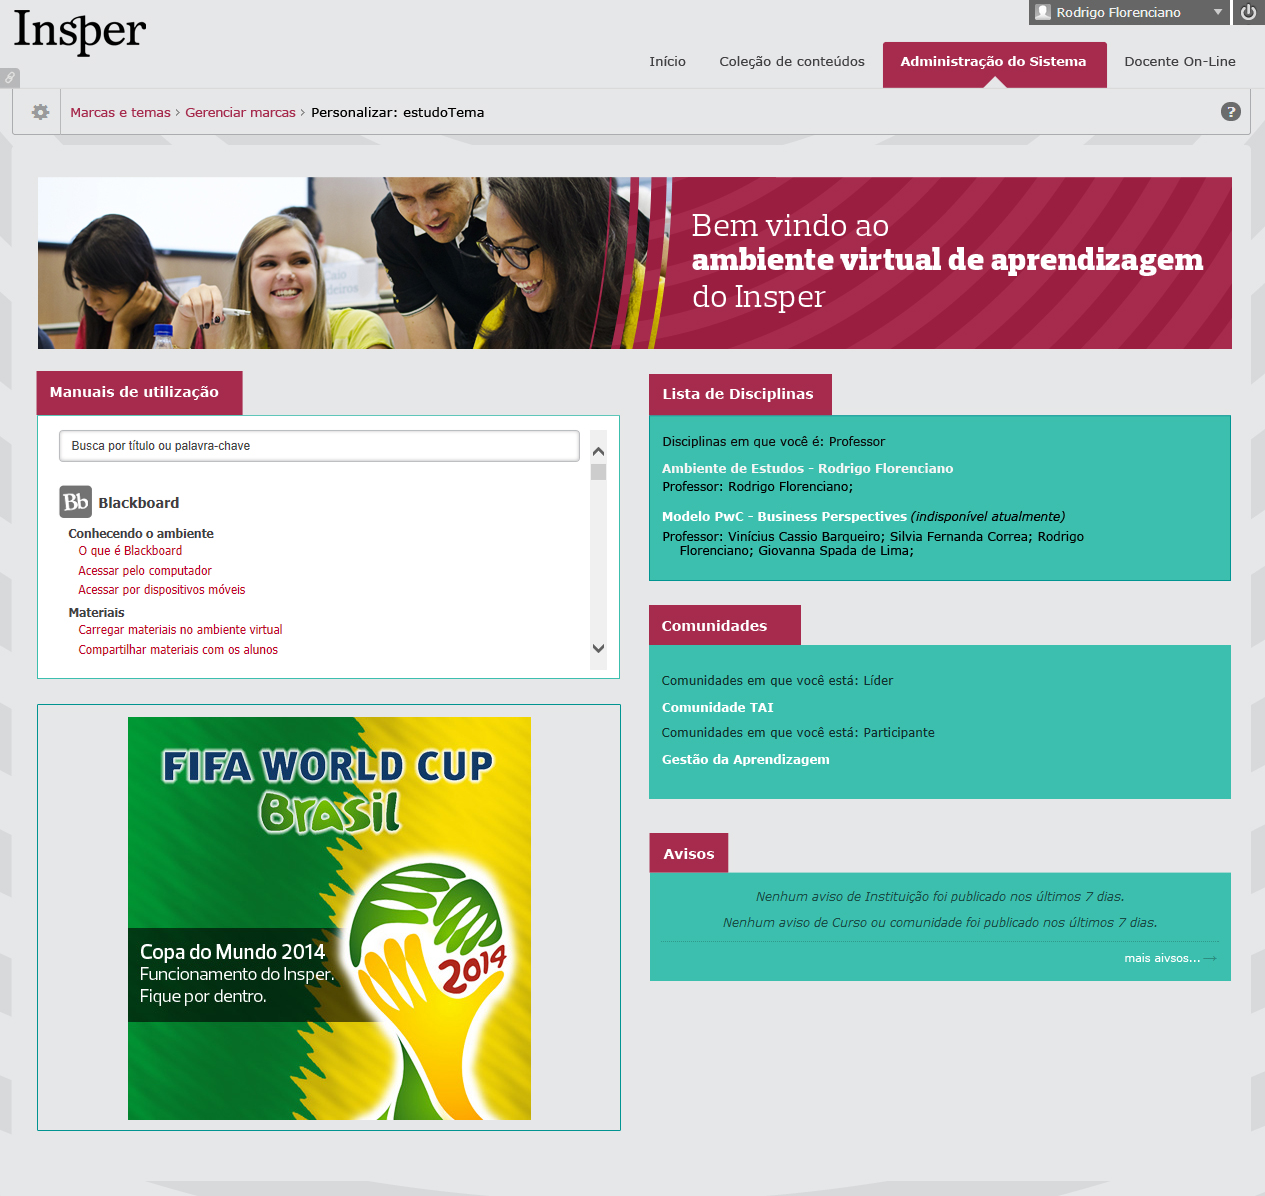 Insper
Rodrigo Florenciano
Início
Coleção de conteúdos
Administração do Sistema
Docente On-Line
Marcas e temas › Gerenciar marcas › Personalizar: estudoTema
?
Bem vindo ao
ambiente virtual de aprendizagem
do Insper
Caio
Manuais de utilização
Busca por título ou palavra-chave
Bb Blackboard
Conhecendo o ambiente
O que é Blackboard
Acessar pelo computador
Acessar por dispositivos móveis
Materiais
Carregar materiais no ambiente virtual
Compartilhar materiais com os alunos
FIFA WORLD CUP
Brasil
2014
Copa do Mundo 2014
Funcionamento do Insper.
Fique por dentro.
Lista de Disciplinas
Disciplinas em que você é: Professor
Ambiente de Estudos - Rodrigo Florenciano
Professor: Rodrigo Florenciano;
Modelo PwC - Business Perspectives (indisponível atualmente)
Professor: Vinícius Cassio Barqueiro; Silvia Fernanda Correa; Rodrigo
Florenciano; Giovanna Spada de Lima;
Comunidades
Comunidades em que você está: Líder
Comunidade TAI
Comunidades em que você está: Participante
Gestão da Aprendizagem
Avisos
Nenhum aviso de Instituição foi publicado nos últimos 7 dias.
Nenhum aviso de Curso ou comunidade foi publicado nos últimos 7 dias.
mais aivsos... →